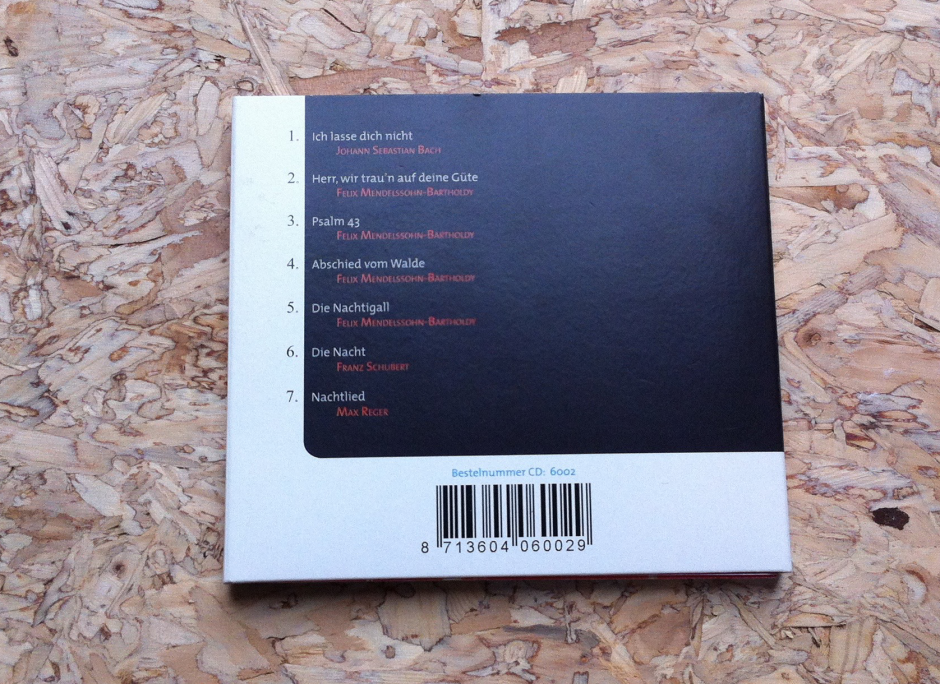 1. Ich lasse dich nicht
Johann Sebastian Bach
2. Herr, wir trau'n auf deine Güte
Felix Mendelssohn-Bartholdy
3. Psalm 43
Felix Mendelssohn-Bartholdy
4. Abschied vom Walde
Felix Mendelssohn-Bartholdy
5. Die Nachtigall
Felix Mendelssohn-Bartholdy
6. Die Nacht
Franz Schubert
7. Nachtlied
Max Reger
Bestelnummer CD: 6002
8 713604 060029